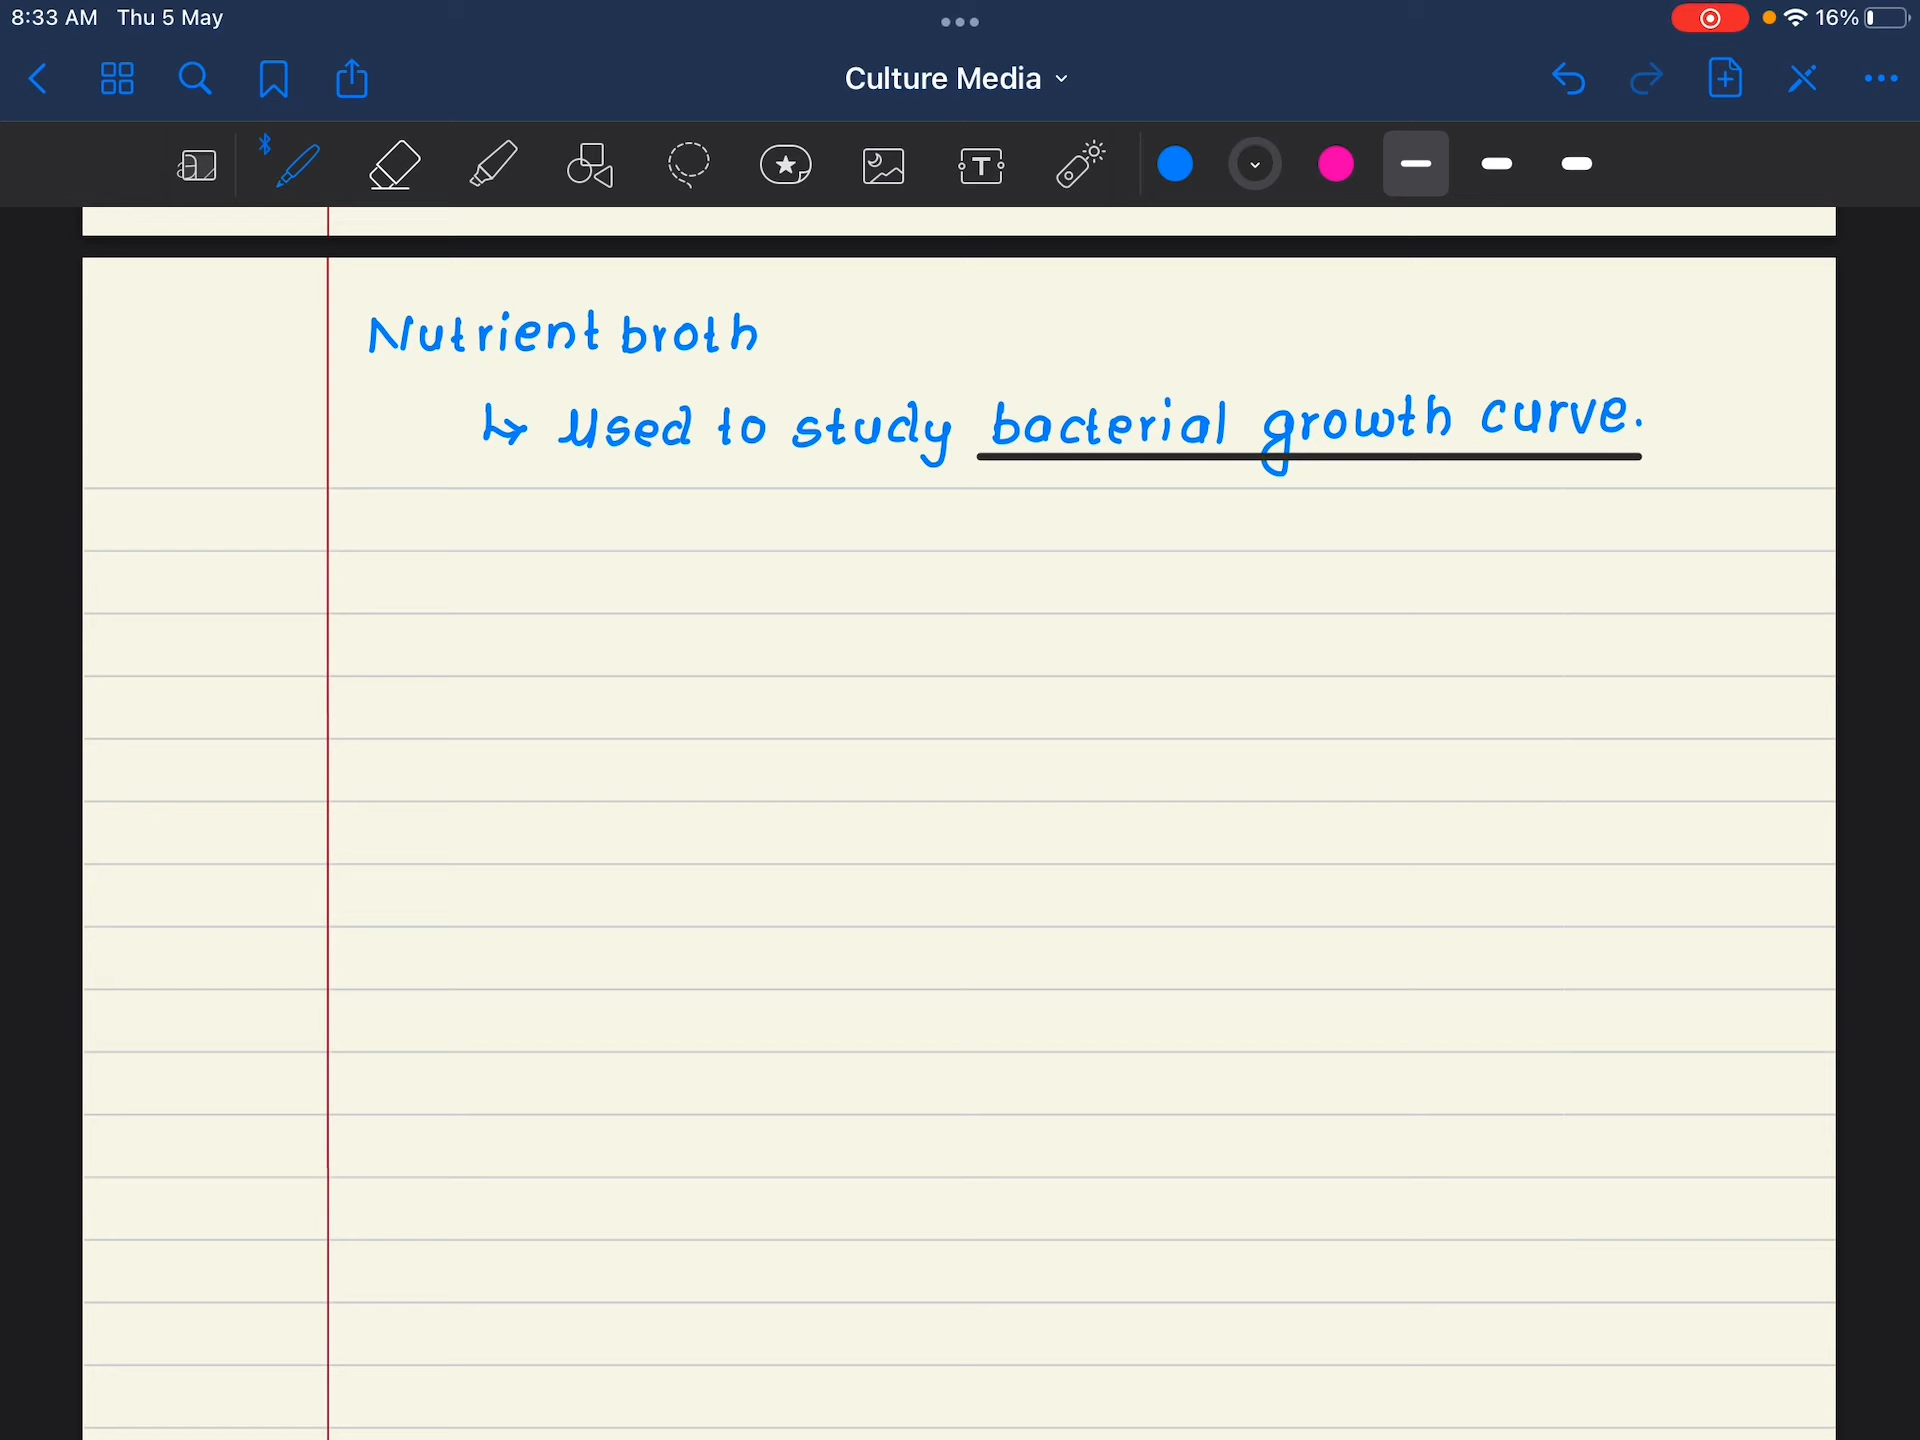 8:33 AM Thu 5 May
16%
Culture Media
T
Nutrient broth
↳ Used to study bacterial growth curve.